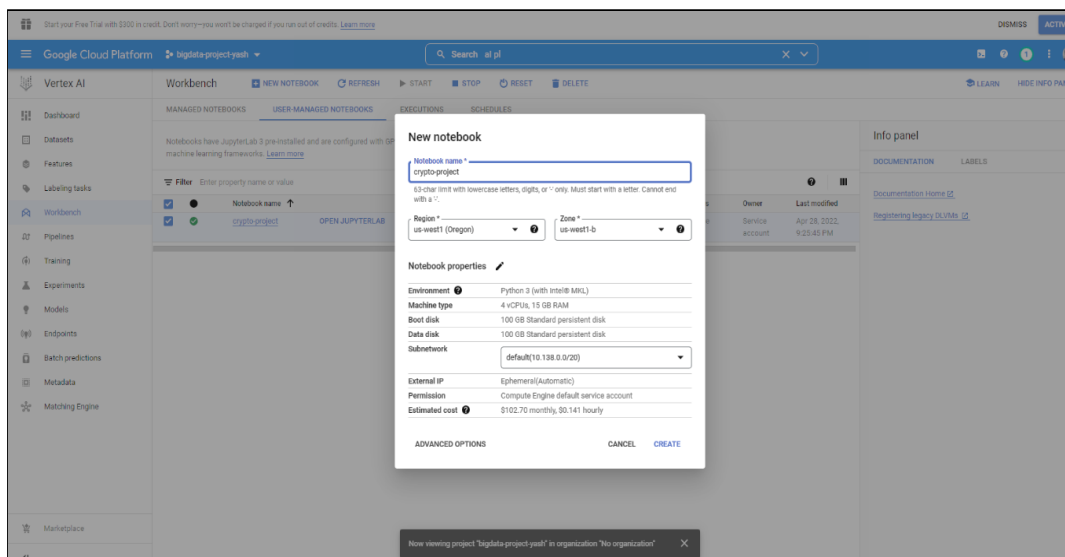 Start your Free Trial with $300 in credit. Don't worry—you won't be charged if you run out of credits. Learn more
DISMISS
Google Cloud Platform
bigdata-project-yash
Search al pl
1
Vertex AI
Workbench
NEW NOTEBOOK
REFRESH
START
STOP
RESET
DELETE
LEARN
HIDE INFO
Dashboard
Datasets
Features
Labeling tasks
Workbench
Pipelines
Training
Experiments
Models
Endpoints
Batch predictions
Metadata
Matching Engine
Marketplace
MANAGED NOTEBOOKS
USER-MANAGED NOTEBOOKS
EXECUTIONS
SCHEDULES
Notebooks have JupyterLab 3 pre-installed and are configured with
machine learning frameworks. Learn more
Filter Enter property name or value
Notebook name
Owner
Last modified
crypto-project
OPEN JUPYTERLAB
Service
account
Apr 28, 2022,
9:25:45 PM
New notebook
Notebook name *
crypto-project
63-char limit with lowercase letters, digits, or '-' only. Must start with a letter. Cannot end
with a '-'.
Region *
us-west1 (Oregon)
Zone *
us-west1-b
Notebook properties
Environment Python 3 (with Intel® MKL)
Machine type 4 vCPUs, 15 GB RAM
Boot disk 100 GB Standard persistent disk
Data disk 100 GB Standard persistent disk
Subnetwork default(10.138.0.0/20)
External IP Ephemeral(Automatic)
Permission Compute Engine default service account
Estimated cost $102.70 monthly, $0.141 hourly
ADVANCED OPTIONS
CANCEL
CREATE
Info panel
DOCUMENTATION
LABELS
Documentation Home
Registering legacy DLVMs
Now viewing project "bigdata-project-yash" in organization "No organization"